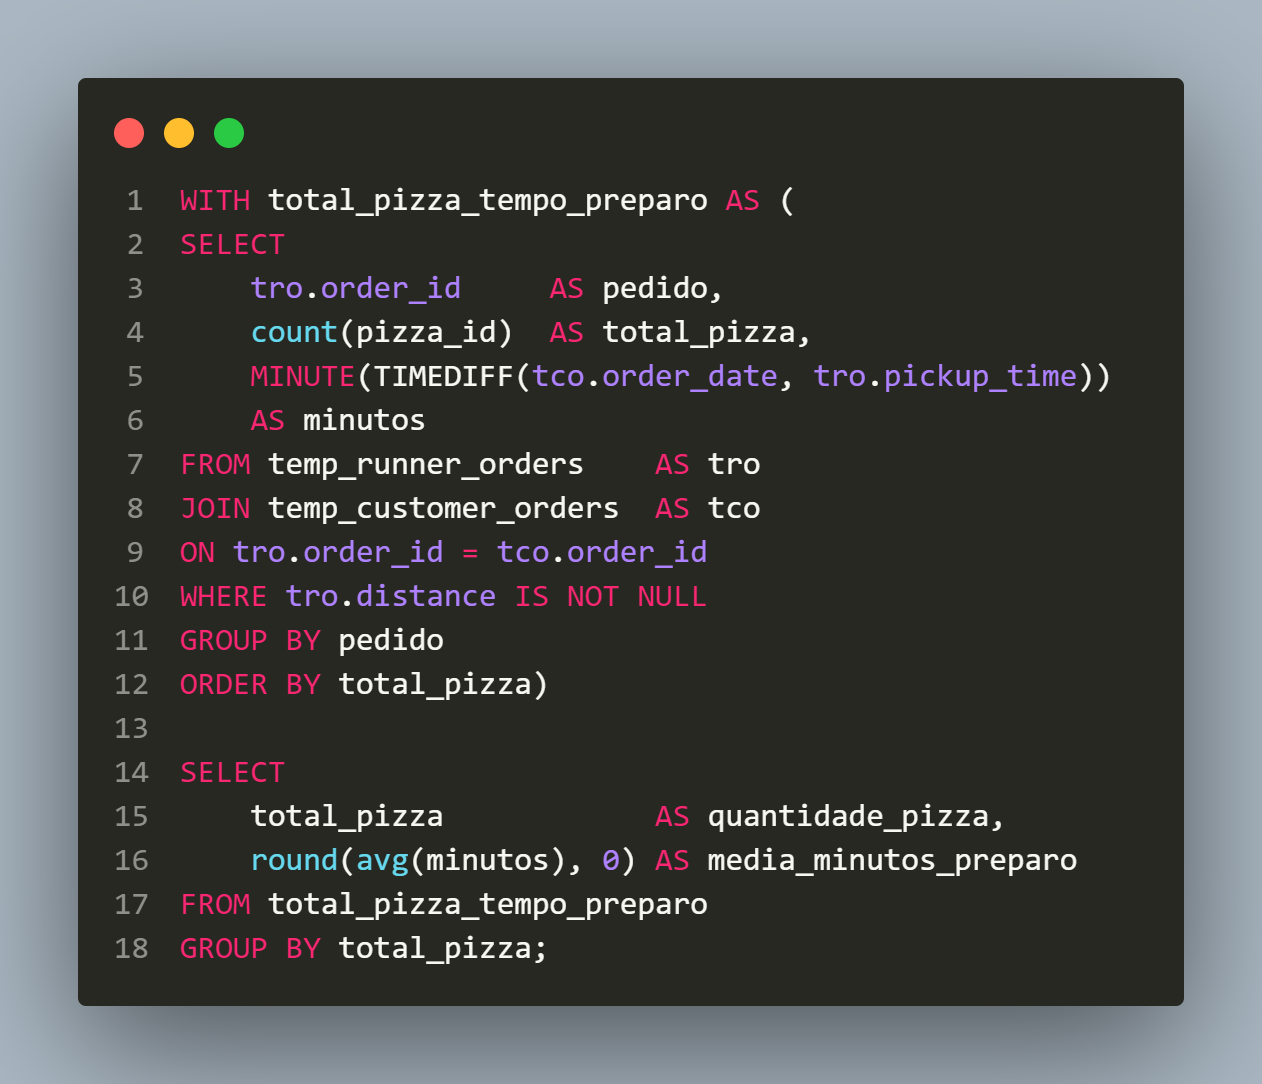 1 WITH total_pizza_tempo_preparo AS (
2 SELECT
3     tro.order_id     AS pedido,
4     count(pizza_id)  AS total_pizza,
5     MINUTE(TIMEDIFF(tco.order_date, tro.pickup_time))
6     AS minutos
7 FROM temp_runner_orders    AS tro
8 JOIN temp_customer_orders  AS tco
9 ON tro.order_id = tco.order_id
10 WHERE tro.distance IS NOT NULL
11 GROUP BY pedido
12 ORDER BY total_pizza)
13
14 SELECT
15     total_pizza            AS quantidade_pizza,
16     round(avg(minutos), 0) AS media_minutos_preparo
17 FROM total_pizza_tempo_preparo
18 GROUP BY total_pizza;